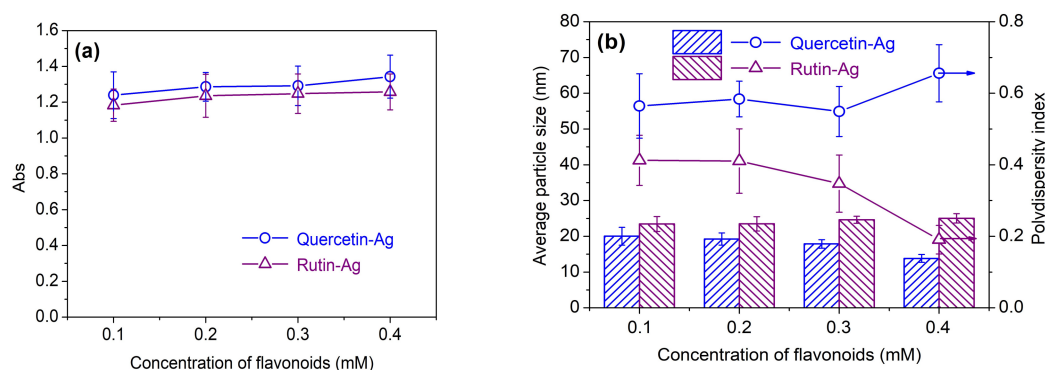 (a)
1.6
1.4
1.2
1.0
0.8
0.6
0.4
0.2
0.0
Abs
Quercetin-Ag
Rutin-Ag
0.1 0.2 0.3 0.4
Concentration of flavonoids (mM)
(b)
80
70
60
50
40
30
20
10
0
Average particle size (nm)
Quercetin-Ag
Rutin-Ag
0.8
0.6
0.4
0.2
0.0
Polydispersity index
0.1 0.2 0.3 0.4
Concentration of flavonoids (mM)